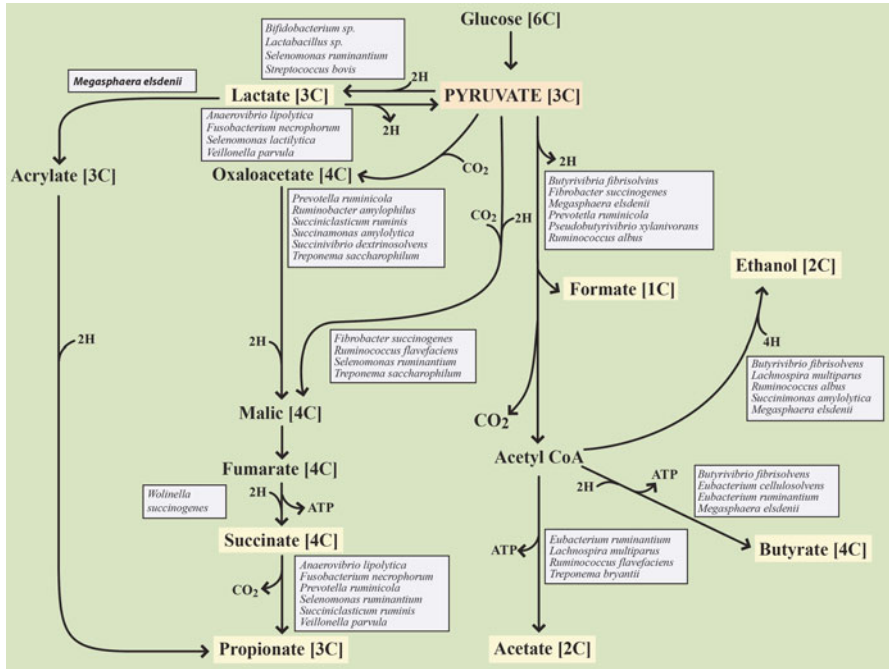 Glucose [6C]
Bifidobacterium sp.
Lactabacillus sp.
Selenomonas ruminantium
Streptococcus bovis
Megasphaera elsdenii
2H
Lactate [3C]
PYRUVATE [3C]
2H
Anaerovibrio lipolytica
Fusobacterium necrophorum
Selenomonas lactilytica
Veillonella parvula
Acrylate [3C]
Oxaloacetate [4C]
CO2
2H
Prevotella ruminicola
Ruminobacter amylophilus
Succiniclasticum ruminis
Succinamonas amylolytica
Succinivibrio dextrinosolvens
Treponema saccharophilum
CO2
2H
Butyrivibria fibrisolvins
Fibrobacter succinogenes
Megasphaera elsdenii
Prevotetla ruminicola
Pseudobutyrivibrio xylanivorans
Ruminococcus albus
Ethanol [2C]
Formate [1C]
2H
2H
Fibrobacter succinogenes
Ruminococcus flavefaciens
Selenomonas ruminantium
Treponema saccharophilum
4H
Butyrivibrio fibrisolvens
Lachnospira multiparus
Ruminococcus albus
Succinimonas amylolytica
Megasphaera elsdenii
Malic [4C]
CO2
Acetyl CoA
Fumarate [4C]
2H
ATP
Wolinella
succinogenes
2H
ATP
Butyrivibrio fibrisolvens
Eubacterium cellulosolvens
Eubacterium ruminantium
Megasphaera elsdenii
Succinate [4C]
Butyrate [4C]
ATP
Eubacterium ruminantium
Lachnospira multiparus
Ruminococcus flavefaciens
Treponema bryantii
CO2
Anaerovibrio lipolytica
Fusobacterium necrophorum
Prevotella ruminicola
Selenomonas ruminantium
Succiniclasticum ruminis
Veillonella parvula
Propionate [3C]
Acetate [2C]